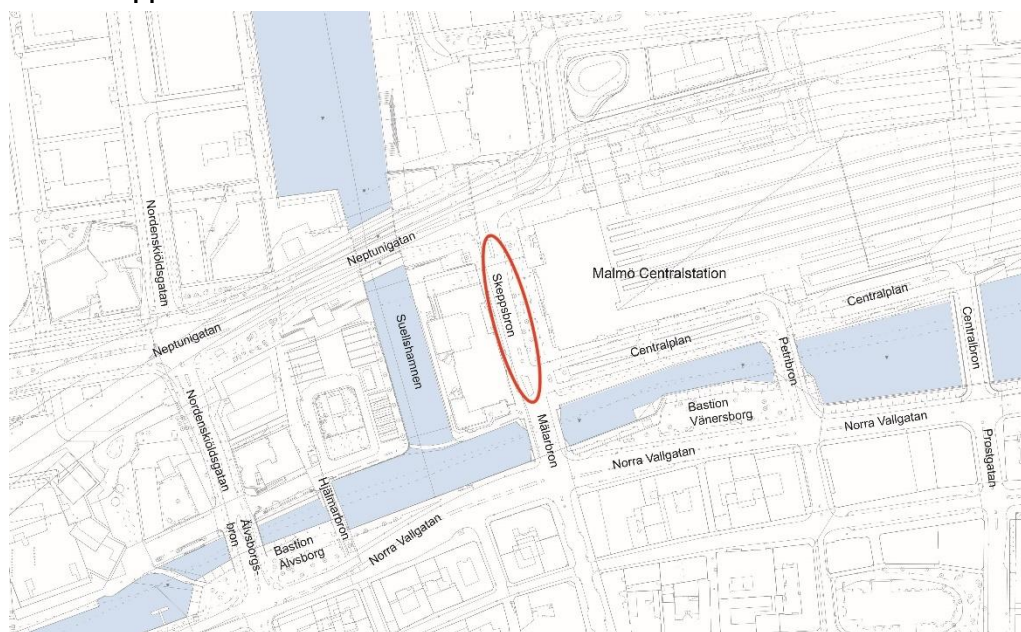 Nordenskiöldsgatan
Neptunigatan
Skeppsbron
Malmö Centralstation
Suellshamnen
Centralplan
Neptunigatan
Centralplan
Petribron
Centralbron
Bastion
Vänersborg
Mälarbron
Norra Vallgatan
Norra Vallgatan
Nordenskiöldsgatan
Prostgatan
Hjälmarbron
Älvsborgs-
bron
Bastion
Älvsborg
Norra Vallgatan